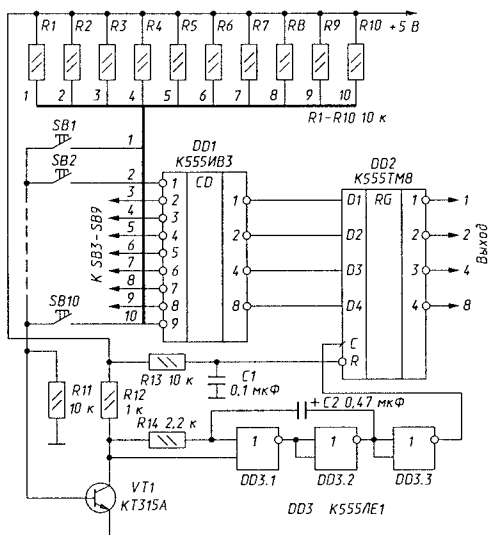 R1 R2 R3 R4 R5 R6 R7 R8 R9 R10
+5 В
1 2 3 4 5 6 7 8 9 10
R1-R10 10 к
SB1
1
SB2
2
3
4
5
6
7
8
9
10
К SB3-SB9
SB10
DD1
К555ИВ3
CD
1
2
3
4
5
6
7
8
9
1
2
4
8
DD2
К555ТМ8
D1 RG 1
D2 2
D3 3
D4 4
C
R
1
2
4
8
Выход
R13 10 к
C1
0,1 мкФ
R11
10 к
R12
1 к
R14 2,2 к
+ C2 0,47 мкФ
1 1 1
DD3.1 DD3.2 DD3.3
VT1
КТ315А
DD3 К555ЛЕ1